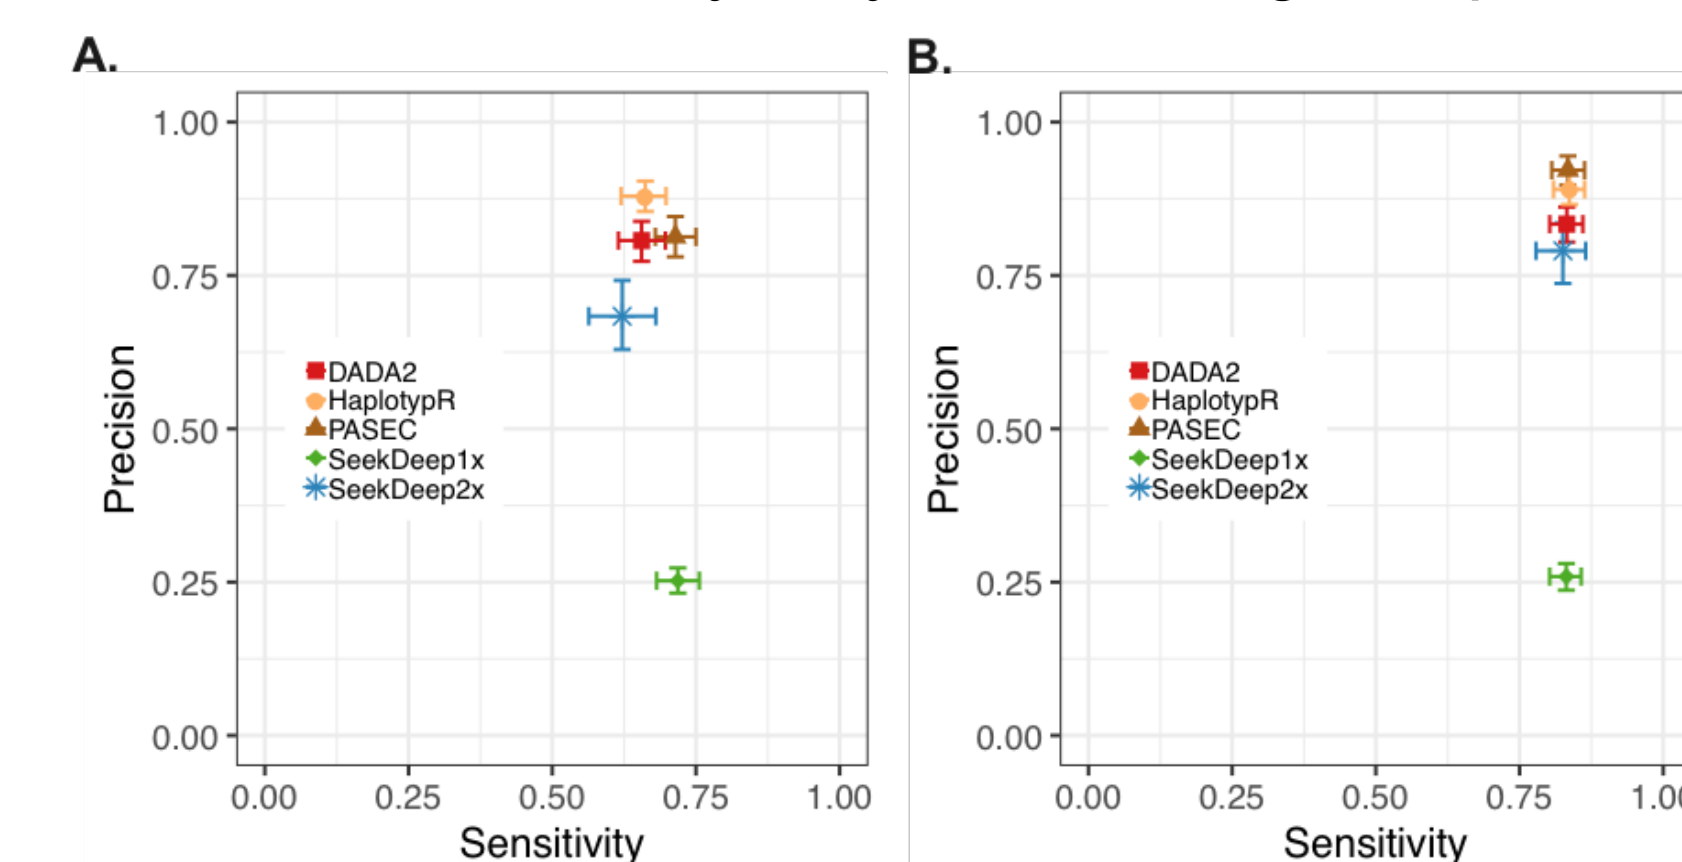 A.
1.00
0.75
0.50
0.25
0.00
Precision
DADA2
HaplotypR
PASEC
SeekDeep1x
SeekDeep2x
0.00 0.25 0.50 0.75 1.00
Sensitivity
B.
1.00
0.75
0.50
0.25
0.00
Precision
DADA2
HaplotypR
PASEC
SeekDeep1x
SeekDeep2x
0.00 0.25 0.50 0.75
Sensitivity